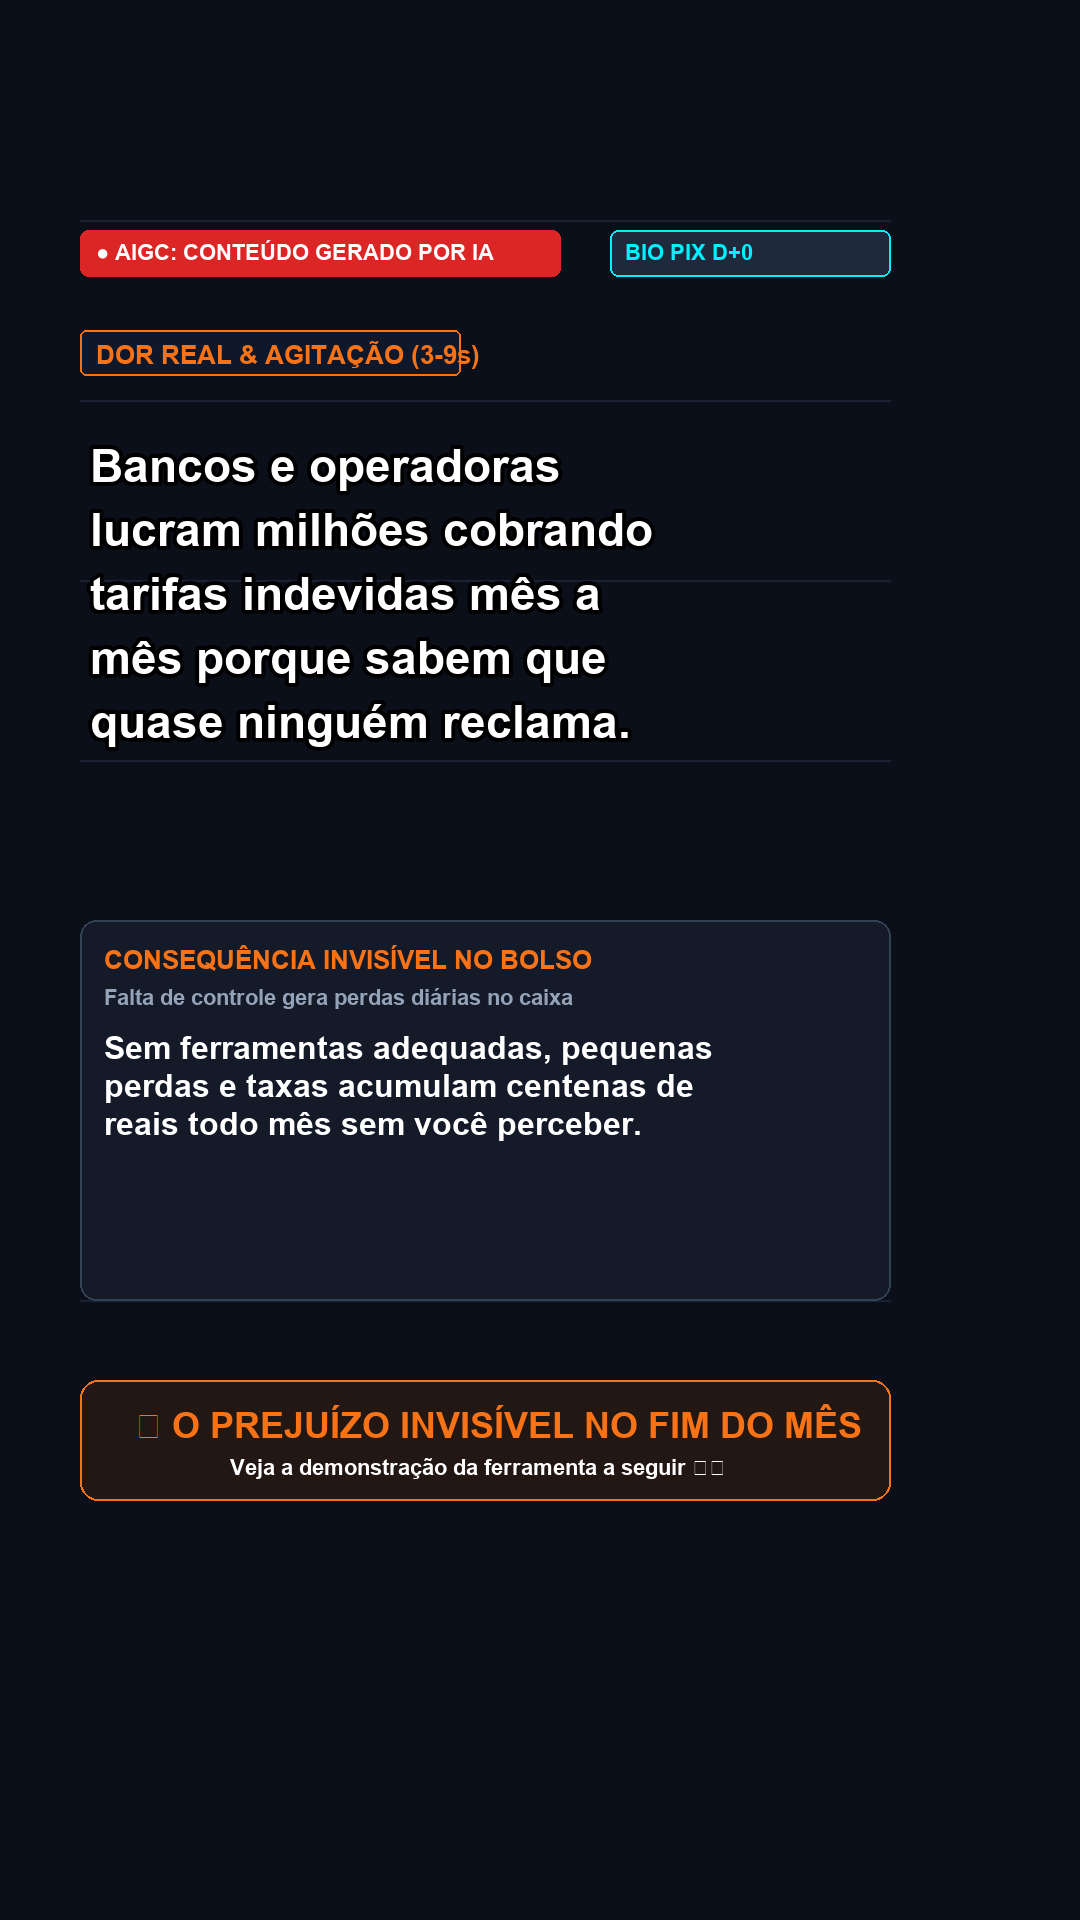 ● AIGC: CONTEÚDO GERADO POR IA
BIO PIX D+0
DOR REAL & AGITAÇÃO (3-9s)
Bancos e operadoras
lucram milhões cobrando
tarifas indevidas mês a
mês porque sabem que
quase ninguém reclama.
CONSEQUÊNCIA INVISÍVEL NO BOLSO
Falta de controle gera perdas diárias no caixa
Sem ferramentas adequadas, pequenas
perdas e taxas acumulam centenas de
reais todo mês sem você perceber.
O PREJUÍZO INVISÍVEL NO FIM DO MÊS
Veja a demonstração da ferramenta a seguir